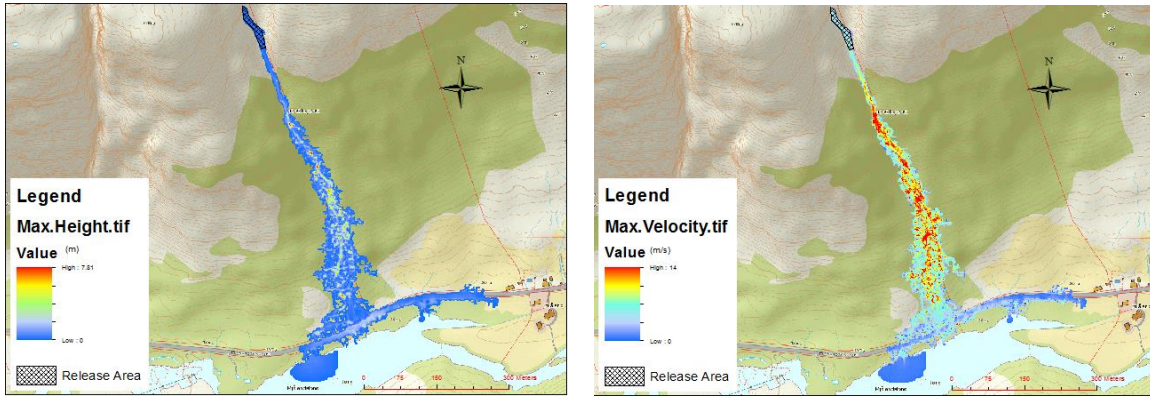 N
Legend
Max.Height.tif
Value (m)
High : 7.81
Low : 0
Release Area
0 75 150 300 Meters
N
Legend
Max.Velocity.tif
Value (m/s)
High : 14
Low : 0
Release Area
0 75 150 300 Meters